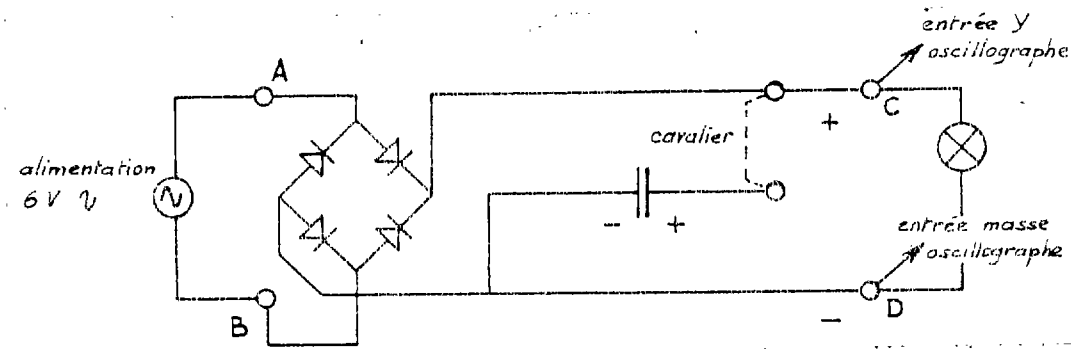 entrée Y
oscillographe
A
cavalier
+
C
alimentation
6V ~
- +
entrée masse
oscillographe
B
-
D